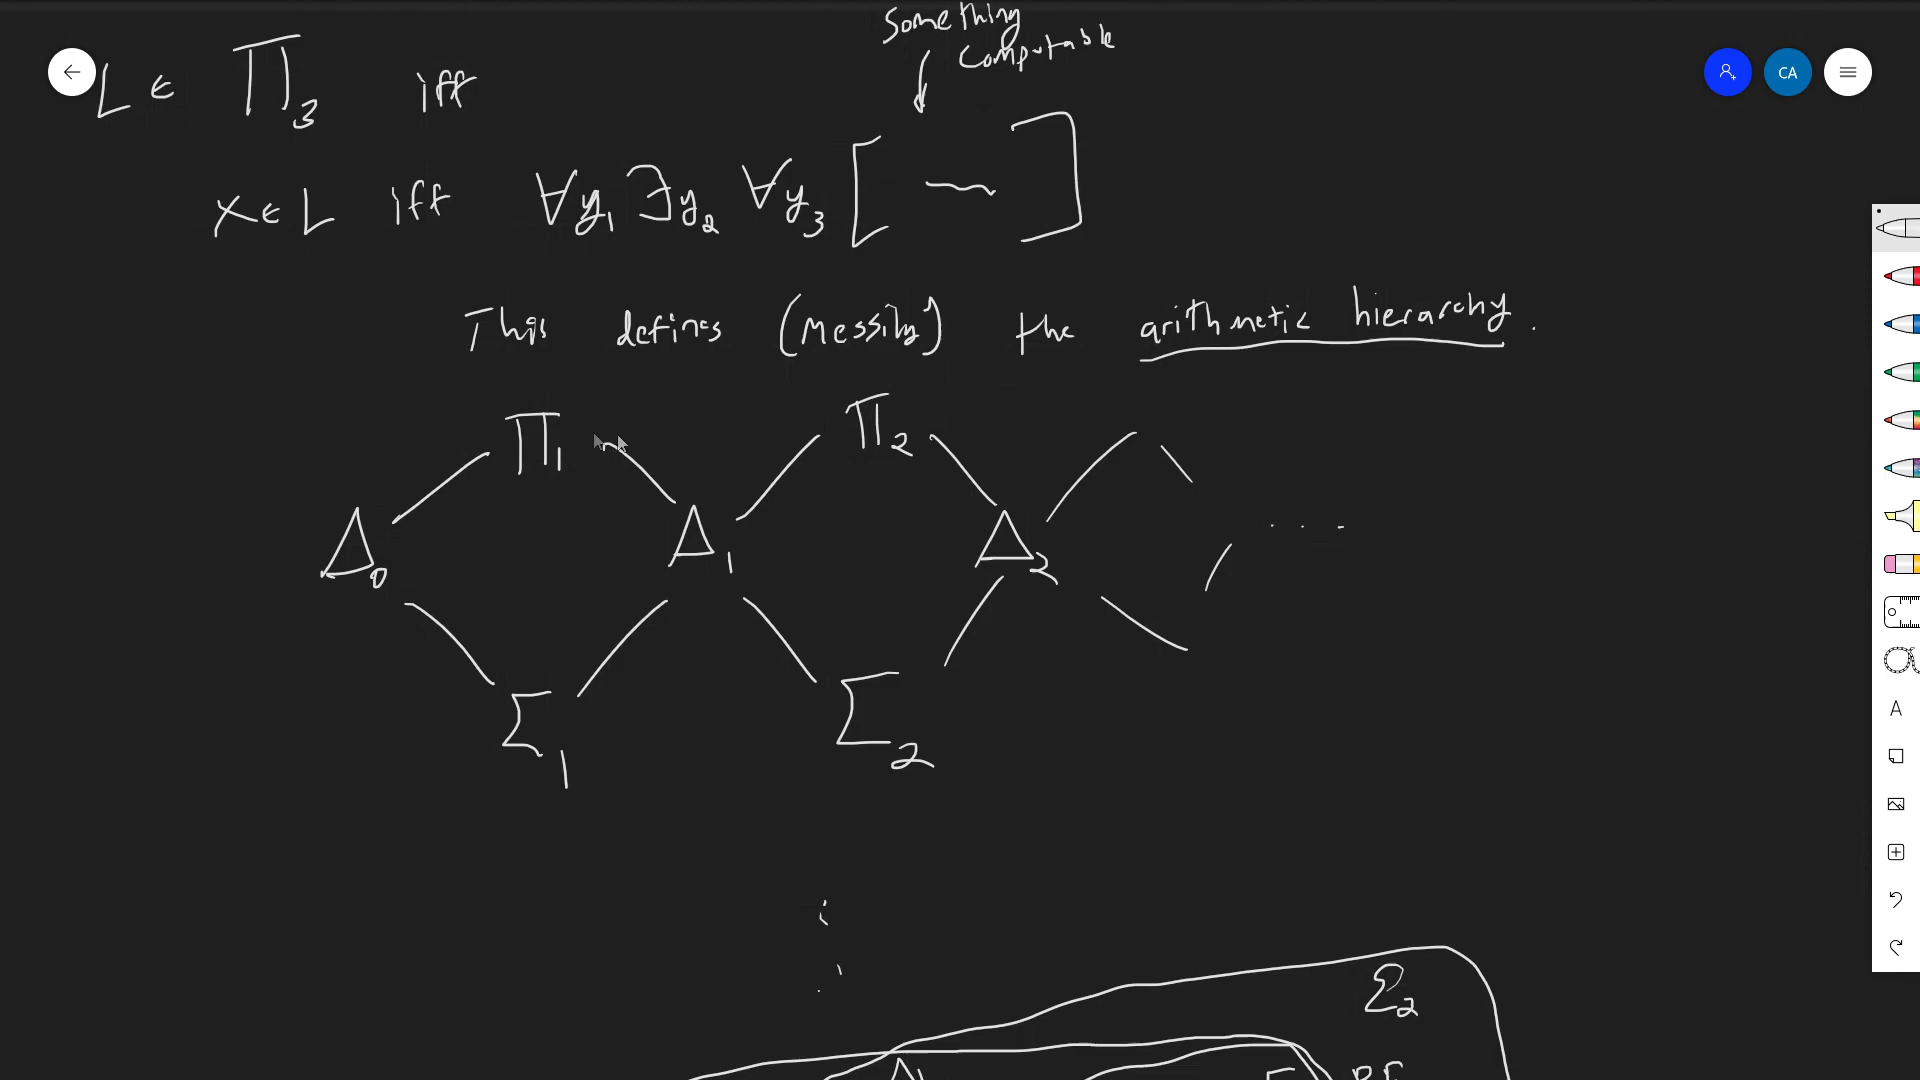 Something
Computable
L ∈ Π₃ iff
x ∈ L iff ∀y₁ ∃y₂ ∀y₃ [ ~ ]
This defines (messily) the arithmetic hierarchy.
Π₁ Π₂
Δ₀ Δ₁ Δ₂ ....
Σ₁ Σ₂
Σ₂
CA
A